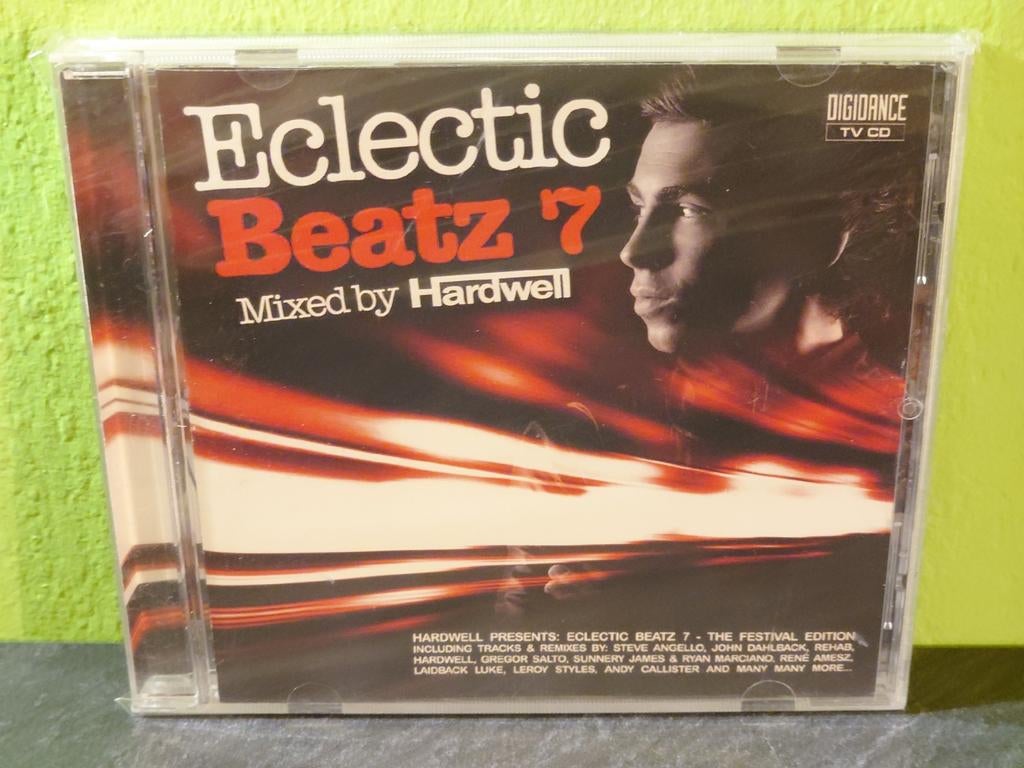 Eclectic
Beatz 7
Mixed by Hardwell
DIGIDANCE
TV CD
HARDWELL PRESENTS: ECLECTIC BEATZ 7 - THE FESTIVAL EDITION
INCLUDING TRACKS & REMIXES BY: STEVE ANGELLO, JOHN DAHLBACK, REHAB,
HARDWELL, GREGOR SALTO, SUNNERY JAMES & RYAN MARCIANO, RENÉ AMESZ,
LAIDBACK LUKE, LEROY STYLES, ANDY CALLISTER AND MANY MANY MORE...